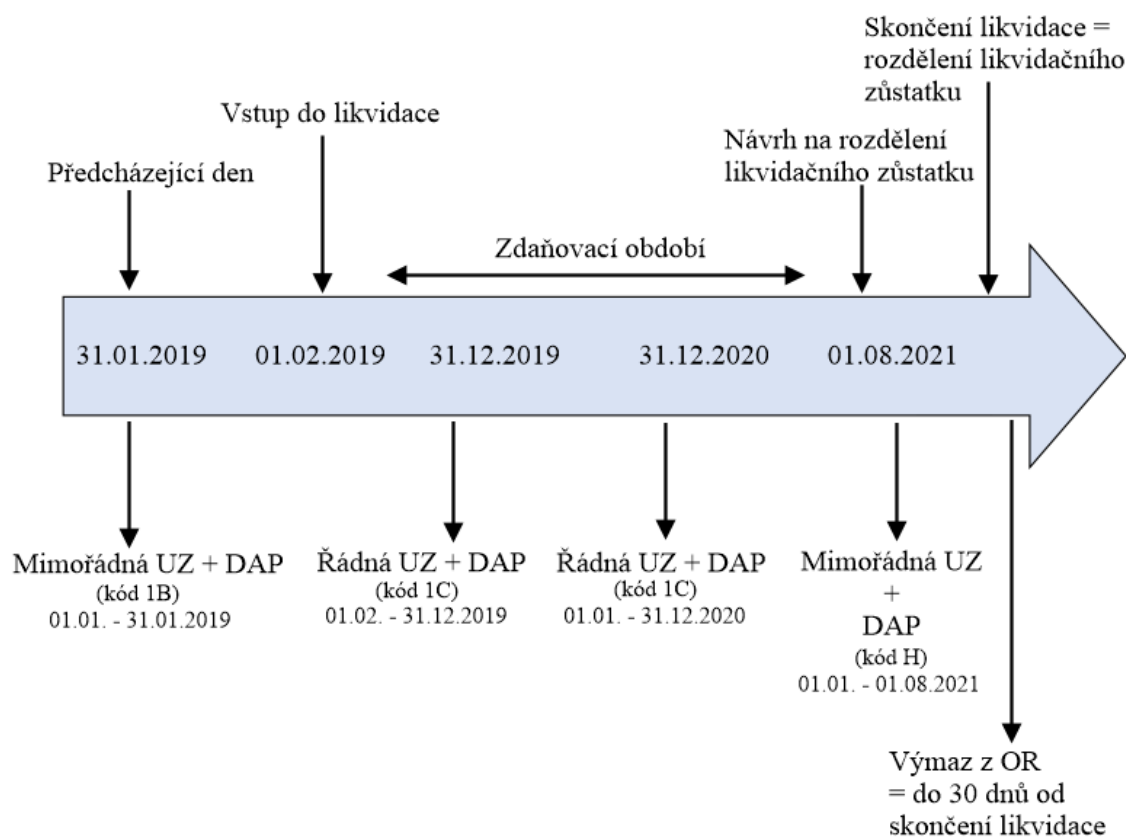 Skončení likvidace =
rozdělení likvidačního
zůstatku
Vstup do likvidace
Návrh na rozdělení
likvidačního zůstatku
Předcházející den
Zdaňovací období
31.01.2019
01.02.2019
31.12.2019
31.12.2020
01.08.2021
Mimořádná UZ + DAP
(kód 1B)
01.01. - 31.01.2019
Řádná UZ + DAP
(kód 1C)
01.02. - 31.12.2019
Řádná UZ + DAP
(kód 1C)
01.01. - 31.12.2020
Mimořádná UZ
+
DAP
(kód H)
01.01. - 01.08.2021
Výmaz z OR
= do 30 dnů od
skončení likvidace